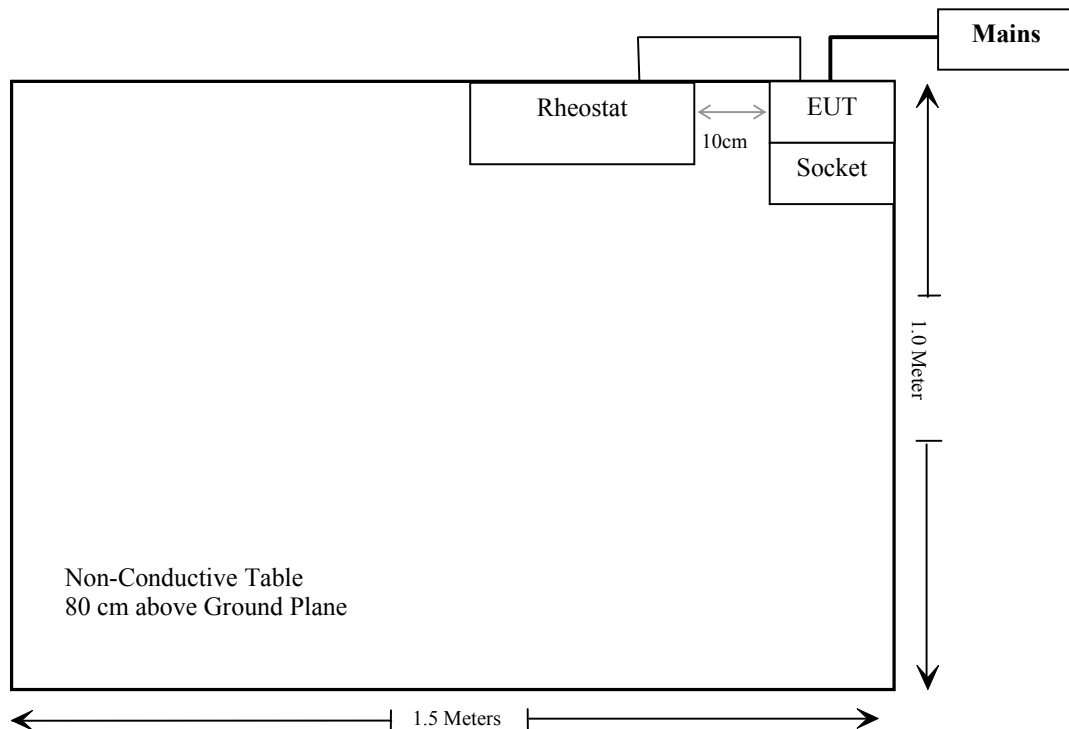 Mains
Rheostat
EUT
10cm
Socket
1.0 Meter
Non-Conductive Table
80 cm above Ground Plane
1.5 Meters